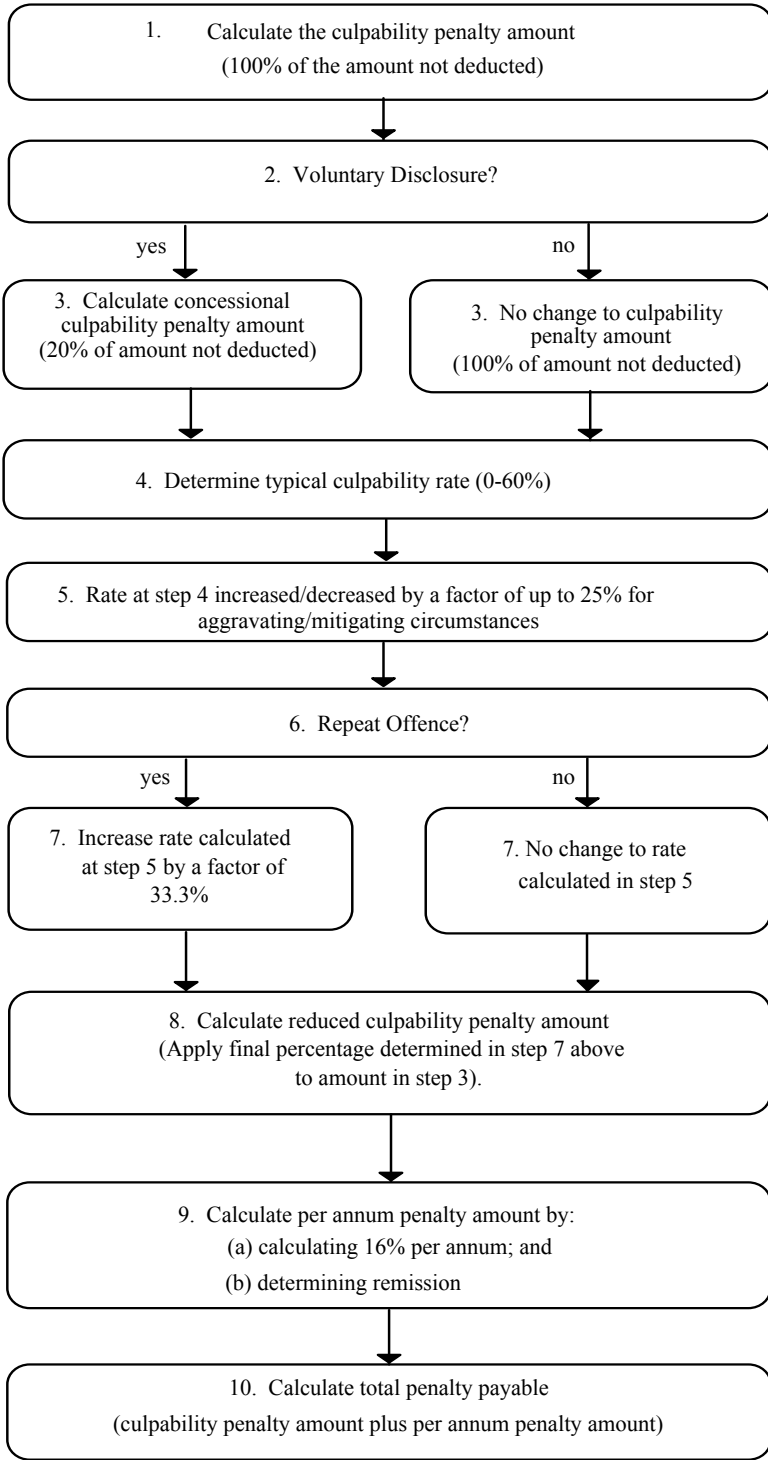 1. Calculate the culpability penalty amount
(100% of the amount not deducted)
2. Voluntary Disclosure?
yes
no
3. Calculate concessional
culpability penalty amount
(20% of amount not deducted)
3. No change to culpability
penalty amount
(100% of amount not deducted)
4. Determine typical culpability rate (0-60%)
5. Rate at step 4 increased/decreased by a factor of up to 25% for
aggravating/mitigating circumstances
6. Repeat Offence?
yes
no
7. Increase rate calculated
at step 5 by a factor of
33.3%
7. No change to rate
calculated in step 5
8. Calculate reduced culpability penalty amount
(Apply final percentage determined in step 7 above
to amount in step 3).
9. Calculate per annum penalty amount by:
(a) calculating 16% per annum; and
(b) determining remission
10. Calculate total penalty payable
(culpability penalty amount plus per annum penalty amount)